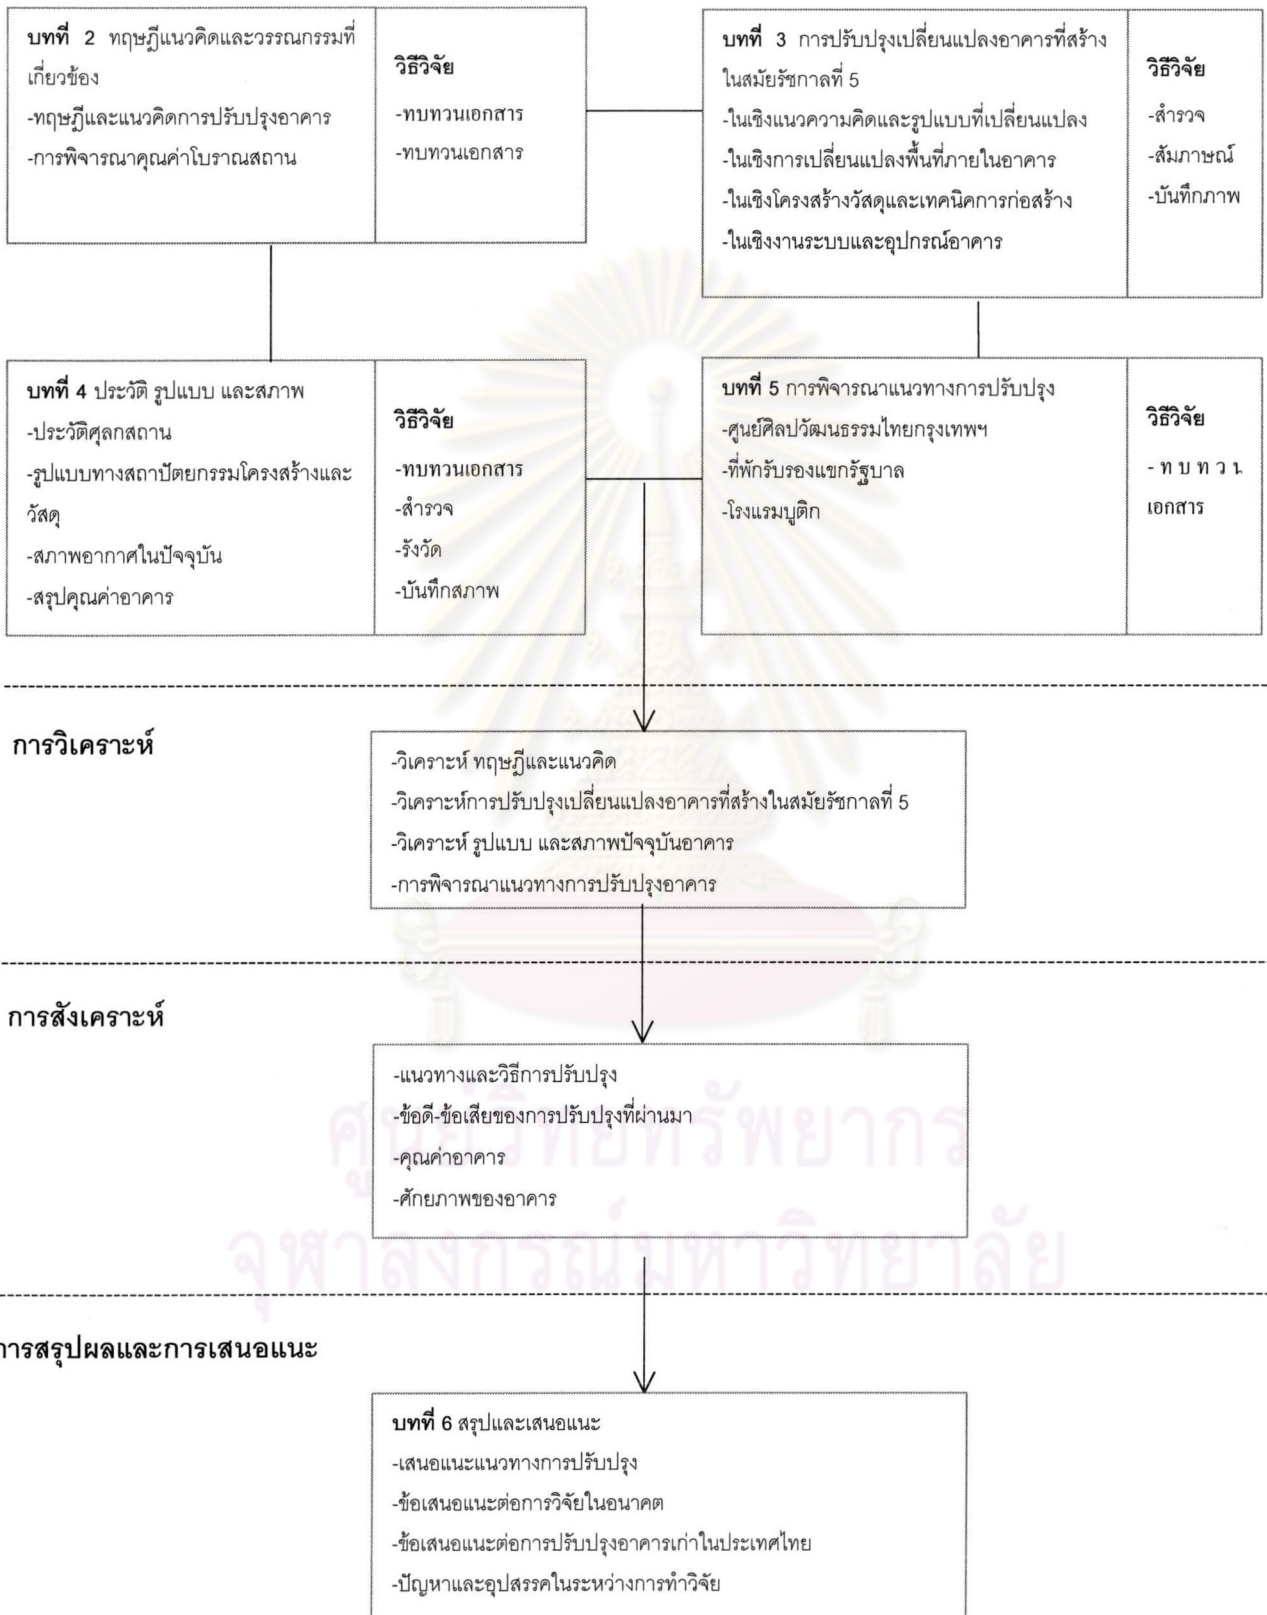 บทที่ 2 ทฤษฎีแนวคิดและวรรณกรรมที่
เกี่ยวข้อง
-ทฤษฎีและแนวคิดการปรับปรุงอาคาร
-การพิจารณาคุณค่าโบราณสถาน
วิธีวิจัย
-ทบทวนเอกสาร
-ทบทวนเอกสาร
บทที่ 3 การปรับปรุงเปลี่ยนแปลงอาคารที่สร้าง
ในสมัยรัชกาลที่ 5
-ในเชิงแนวความคิดและรูปแบบที่เปลี่ยนแปลง
-ในเชิงการเปลี่ยนแปลงพื้นที่ภายในอาคาร
-ในเชิงโครงสร้างวัสดุและเทคนิคการก่อสร้าง
-ในเชิงงานระบบและอุปกรณ์อาคาร
วิธีวิจัย
-สำรวจ
-สัมภาษณ์
-บันทึกภาพ
บทที่ 4 ประวัติ รูปแบบ และสภาพ
-ประวัติศุลกสถาน
-รูปแบบทางสถาปัตยกรรมโครงสร้างและ
วัสดุ
-สภาพอากาศในปัจจุบัน
-สรุปคุณค่าอาคาร
วิธีวิจัย
-ทบทวนเอกสาร
-สำรวจ
-รังวัด
-บันทึกสภาพ
บทที่ 5 การพิจารณาแนวทางการปรับปรุง
-ศูนย์ศิลปวัฒนธรรมไทยกรุงเทพฯ
-ที่พักรับรองแขกรัฐบาล
-โรงแรมบูติก
วิธีวิจัย
- ท บ ท ว น
เอกสาร
การวิเคราะห์
-วิเคราะห์ ทฤษฎีและแนวคิด
-วิเคราะห์การปรับปรุงเปลี่ยนแปลงอาคารที่สร้างในสมัยรัชกาลที่ 5
-วิเคราะห์ รูปแบบ และสภาพปัจจุบันอาคาร
-การพิจารณาแนวทางการปรับปรุงอาคาร
การสังเคราะห์
-แนวทางและวิธีการปรับปรุง
-ข้อดี-ข้อเสียของการปรับปรุงที่ผ่านมา
-คุณค่าอาคาร
-ศักยภาพของอาคาร
ศูนย์วิทยทรัพยากร
จุฬาลงกรณ์มหาวิทยาลัย
การสรุปผลและการเสนอแนะ
บทที่ 6 สรุปและเสนอแนะ
-เสนอแนะแนวทางการปรับปรุง
-ข้อเสนอแนะต่อการวิจัยในอนาคต
-ข้อเสนอแนะต่อการปรับปรุงอาคารเก่าในประเทศไทย
-ปัญหาและอุปสรรคในระหว่างการทำวิจัย